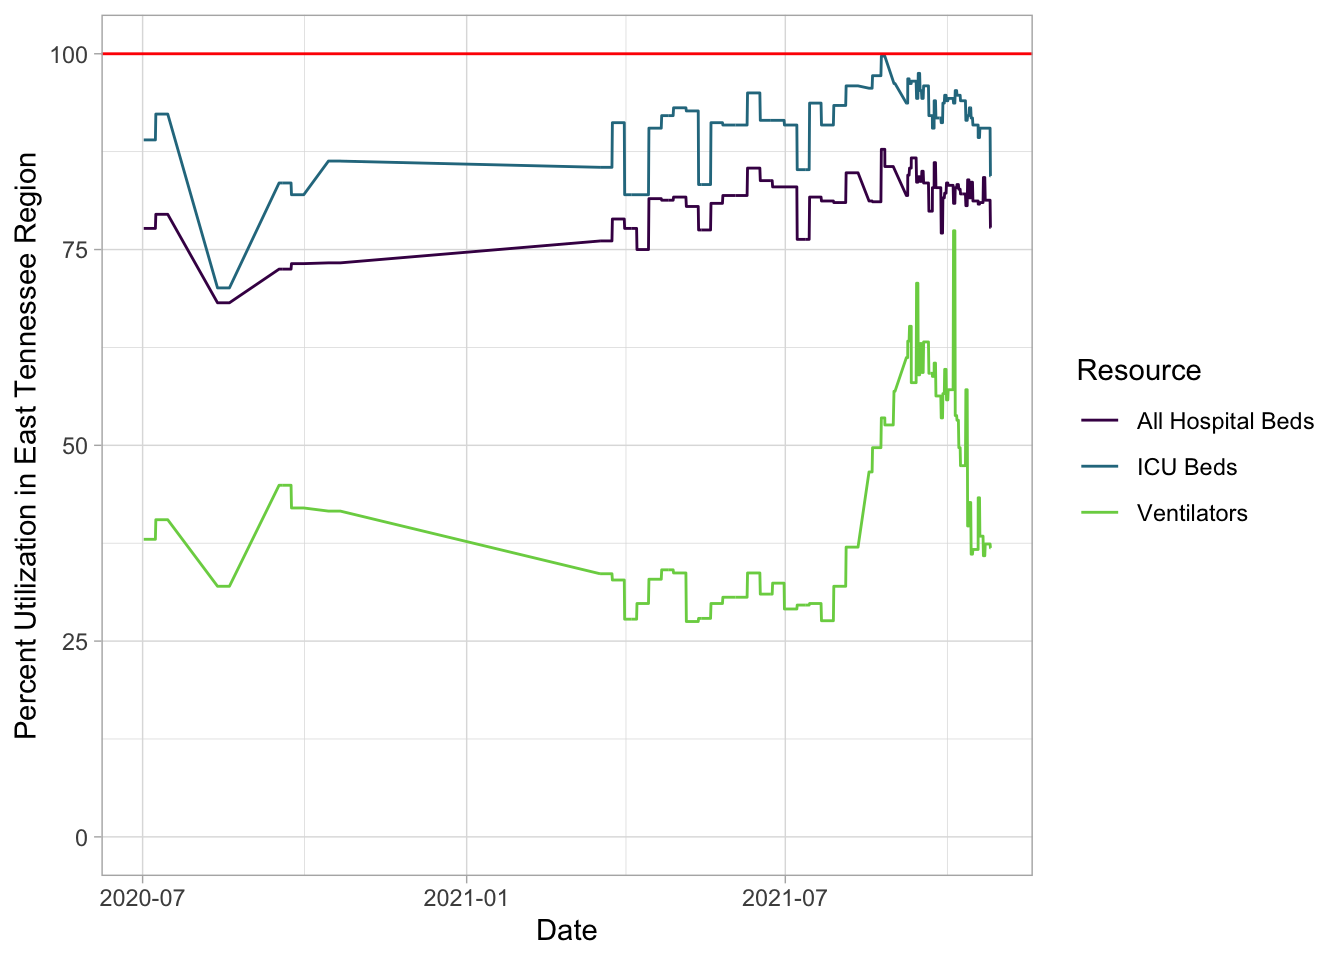 Percent Utilization in East Tennessee Region
100
75
50
25
0
2020-07
2021-01
2021-07
Date
Resource
All Hospital Beds
ICU Beds
Ventilators